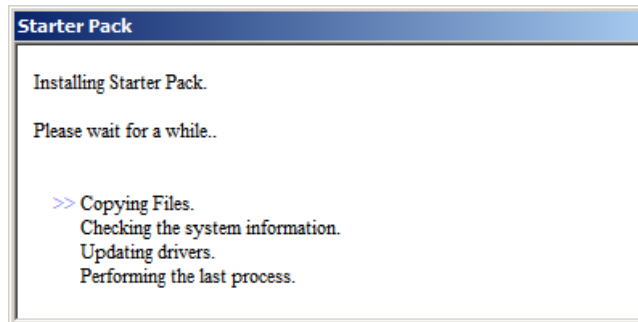 Starter Pack
Installing Starter Pack.
Please wait for a while..
>> Copying Files.
Checking the system information.
Updating drivers.
Performing the last process.